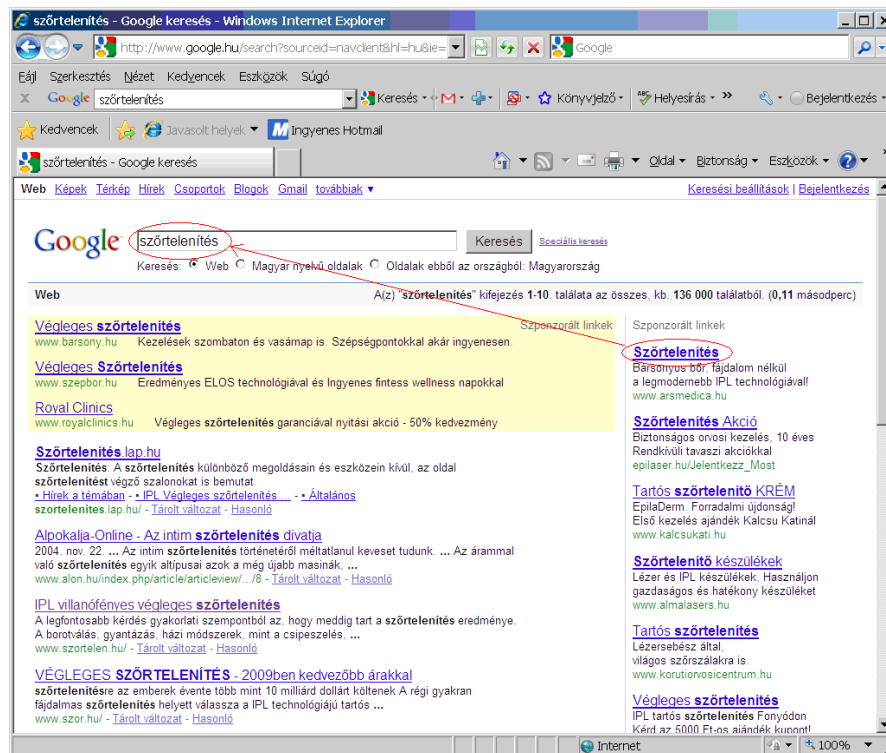 szőrtelenítés - Google keresés - Windows Internet Explorer
http://www.google.hu/search?sourceid=navclient&hl=hu&ie=
Google
Fájl Szerkesztés Nézet Kedvencek Eszközök Súgó
x Google szőrtelenítés Keresés Könyvjelző Helyesírás » Bejelentkezés
Kedvencek Javasolt helyek Ingyenes Hotmail
szőrtelenítés - Google keresés
Oldal Biztonság Eszközök »
Web Képek Térkép Hírek Csoportok Blogok Gmail továbbiak ▼
Keresési beállítások | Bejelentkezés
Google szőrtelenítés Keresés Speciális keresés
Keresés: Web Magyar nyelvű oldalak Oldalak ebből az országból: Magyarország
Web A(z) "szőrtelenítés" kifejezés 1-10. találata az összes, kb. 136 000 találatból. (0,11 másodperc)
Végleges szőrtelenítés
Szponzorált linkek
www.barsony.hu Kezelések szombaton és vasárnap is. Szépségpontokkal akár ingyenesen.
Végleges Szőrtelenítés
www.szepbor.hu Eredményes ELOS technológiával és Ingyenes fintess wellness napokkal
Royal Clinics
www.royalclinics.hu Végleges szőrtelenítés garanciával nyitási akció - 50% kedvezmény
Szőrtelenítés.lap.hu
Szőrtelenítés: A szőrtelenítés különböző megoldásain és eszközein kívül, az oldal
szőrtelenítést végző szalonokat is bemutat.
▪ Hírek a témában - ▪ IPL Végleges szőrtelenítés ... - ▪ Általános
szortelenites.lap.hu/ - Tárolt változat - Hasonló
Alpokalja-Online - Az intim szőrtelenítés divatja
2004. nov. 22. ... Az intim szőrtelenítés történetéről méltatlanul keveset tudunk. ... Az árammal
való szőrtelenítés egyik altípusai azok a még újabb masinák, ...
www.alon.hu/index.php/article/articleview/.../8 - Tárolt változat - Hasonló
IPL villanófényes végleges szőrtelenítés
A legfontosabb kérdés gyakorlati szempontból az, hogy meddig tart a szőrtelenítés eredménye.
A borotválás, gyantázás, házi módszerek, mint a csipeszelés, ...
www.szortelen.hu/ - Tárolt változat - Hasonló
VÉGLEGES SZŐRTELENÍTÉS - 2009ben kedvezőbb árakkal
szőrtelenítésre az emberek évente több mint 10 milliárd dollárt költenek A régi gyakran
fájdalmas szőrtelenítés helyett válassza a IPL technológiájú tartós ...
www.szor.hu/ - Tárolt változat - Hasonló
Szponzorált linkek
Szőrtelenítés
Bársonyos bőr, fájdalom nélkül
a legmodernebb IPL technológiával!
www.arsmedica.hu
Szőrtelenítés Akció
Biztonságos orvosi kezelés, 10 éves
Rendkívüli tavaszi akciókkal
epilaser.hu/Jelentkezz_Most
Tartós szőrtelenítő KRÉM
EpilaDerm. Forradalmi újdonság!
Első kezelés ajándék Kalcsu Katinál
www.kalcsukati.hu
Szőrtelenítő készülékek
Lézer és IPL készülékek, Használjon
gazdaságos és hatékony készüléket
www.almalasers.hu
Tartós szőrtelenítés
Lézersebész által,
világos szőrszálakra is.
www.korutiorvosicentrum.hu
Végleges szőrtelenítés
IPL tartós szőrtelenítés Fonyódon
Kérd az 5000 Ft-os ajándék kupont!
Internet 100%